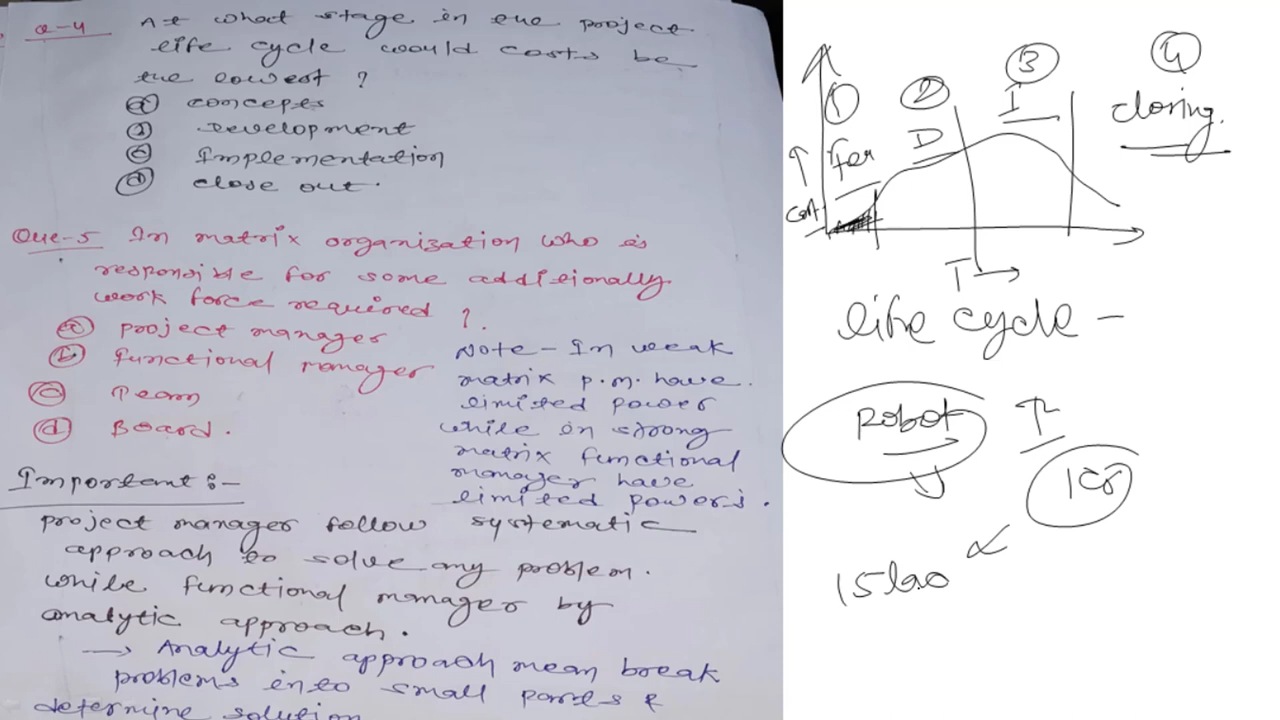 Q-4 At what stage in the project
life cycle would costs be
the lowest ?
(a) concepts
(b) Development
(c) Implementation
(d) close out.
Que-5 In matrix organization who is
responsible for some additionally
work force required ?.
(a) project manager
(b) functional manager
(c) Team
(d) Board.
Note - In weak
matrix p.m. have
limited power
while in strong
matrix functional
manager have
limited powers.
Important :-
project manager follow systematic
approach to solve any problem.
while functional manager by
analytic approach.
→ Analytic approach mean break
problems into small parts &
determine solution
1 2 3 4
D I closing.
↑
cost
T →
life cycle -
Robot ↑
1 Cr